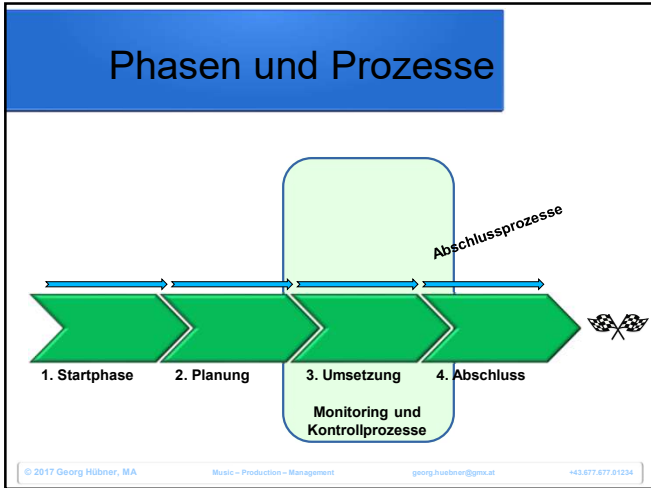 Phasen und Prozesse
Abschlussprozesse
1. Startphase
2. Planung
3. Umsetzung
4. Abschluss
Monitoring und
Kontrollprozesse
© 2017 Georg Hübner, MA
Music – Production – Management
georg.huebner@gmx.at
+43.677.677.01234